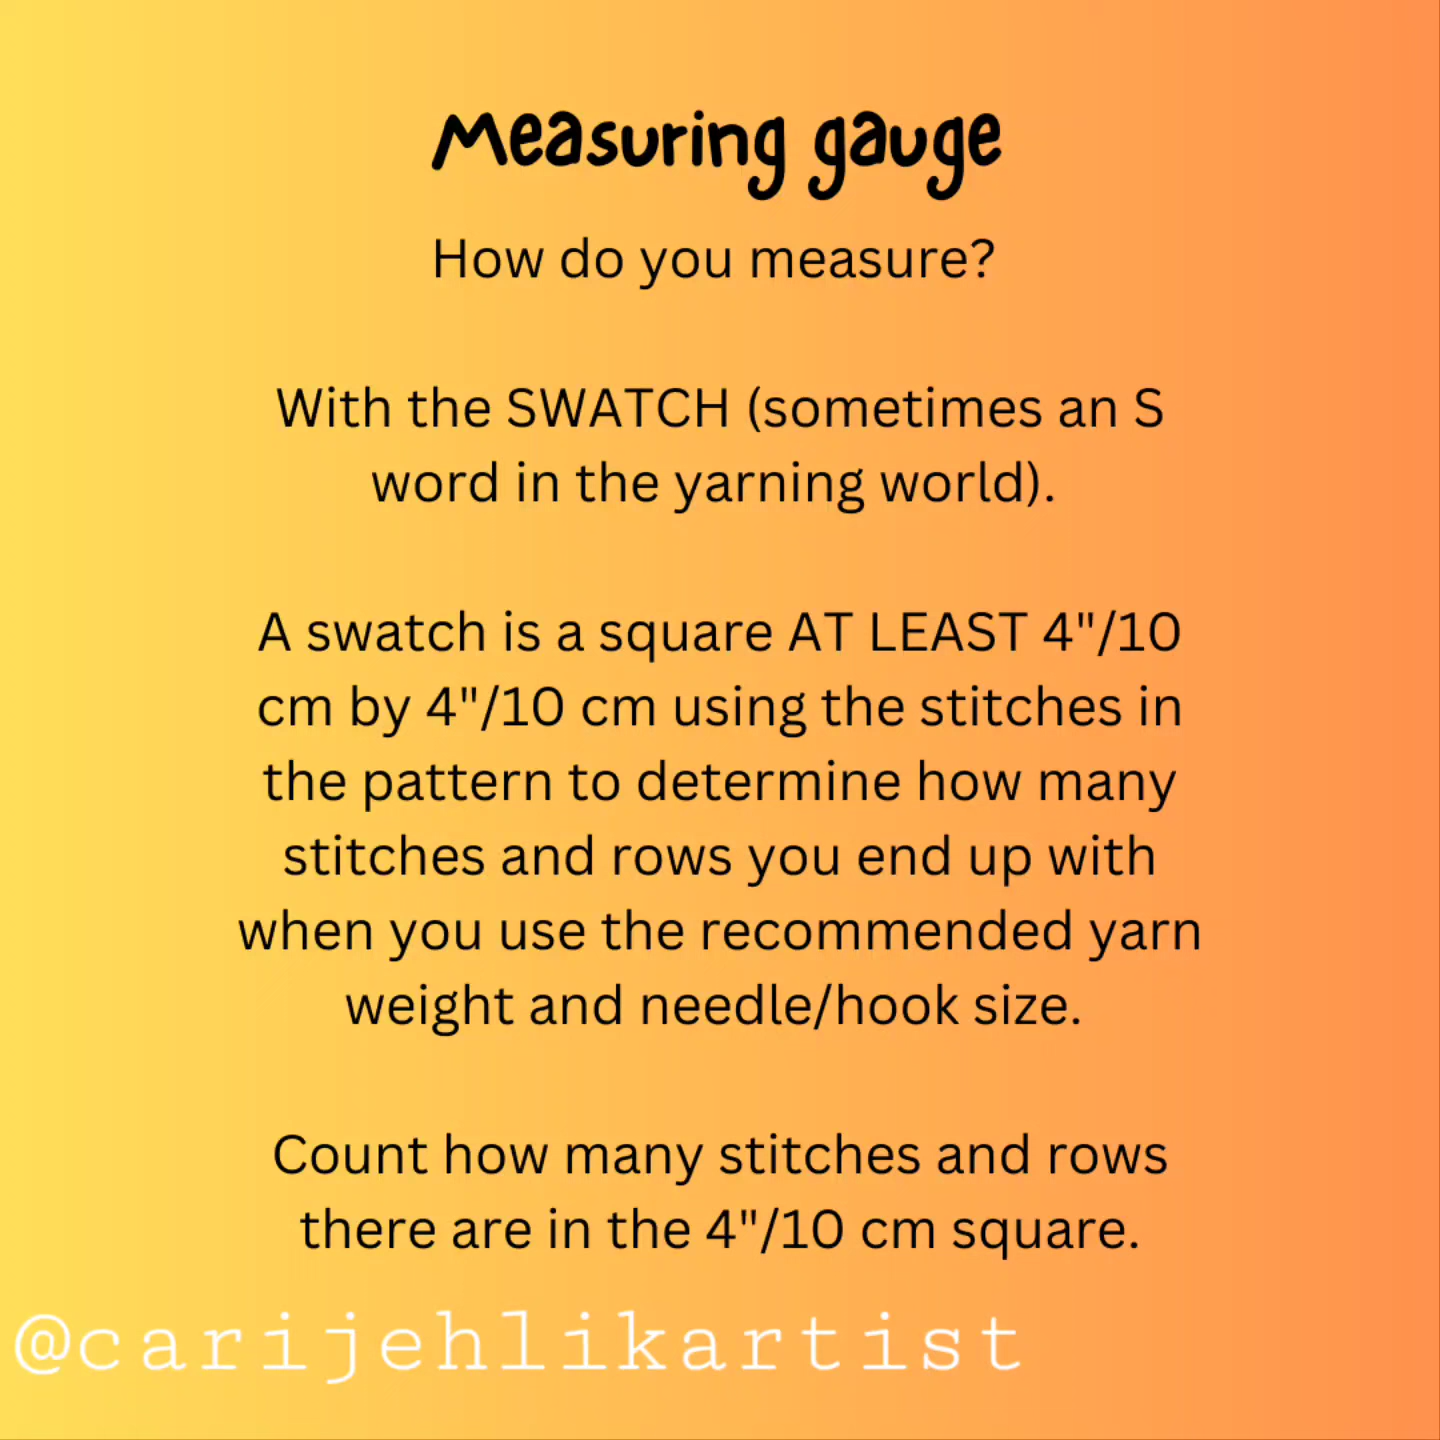 Measuring gauge
How do you measure?
With the SWATCH (sometimes an S
word in the yarning world).
A swatch is a square AT LEAST 4"/10
cm by 4"/10 cm using the stitches in
the pattern to determine how many
stitches and rows you end up with
when you use the recommended yarn
weight and needle/hook size.
Count how many stitches and rows
there are in the 4"/10 cm square.
@carijehlikartist